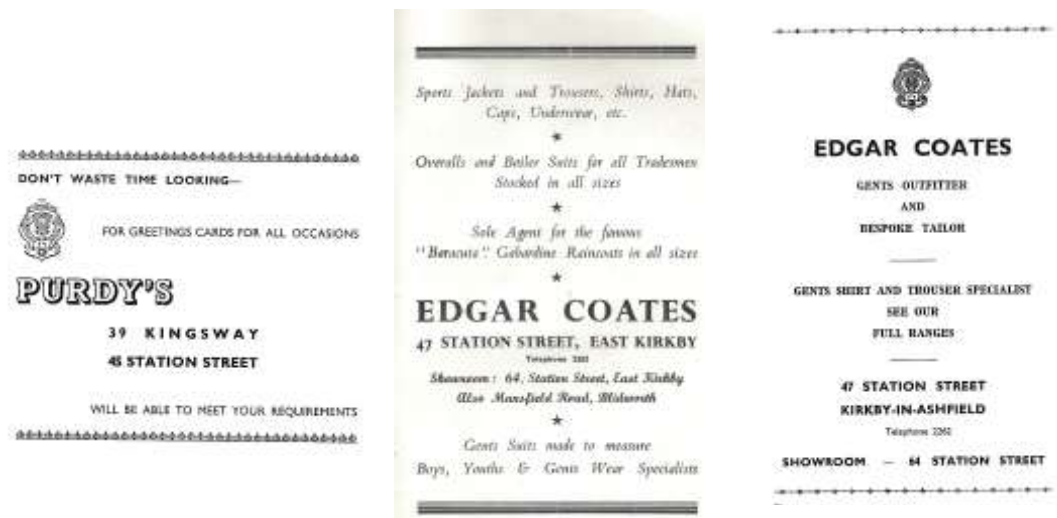 DON'T WASTE TIME LOOKING—
FOR GREETINGS CARDS FOR ALL OCCASIONS
PURDY'S
39 KINGSWAY
45 STATION STREET
WILL BE ABLE TO MEET YOUR REQUIREMENTS
Sports Jackets and Trousers, Shirts, Hats,
Caps, Underwear, etc.
Overalls and Boiler Suits for all Tradesmen
Stocked in all sizes
Sole Agent for the famous
"Baracuta" Gabardine Raincoats in all sizes
EDGAR COATES
47 STATION STREET, EAST KIRKBY
Telephone
Showroom: 64, Station Street, East Kirkby
Also Mansfield Road, Blidworth
Gents Suits made to measure
Boys, Youths & Gents Wear Specialists
EDGAR COATES
GENTS OUTFITTER
AND
BESPOKE TAILOR
GENTS SHIRT AND TROUSER SPECIALIST
SEE OUR
FULL RANGES
47 STATION STREET
KIRKBY-IN-ASHFIELD
Telephone 2262
SHOWROOM — 64 STATION STREET